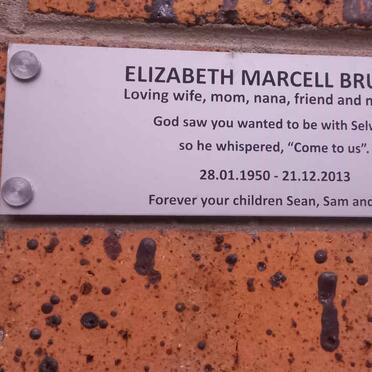 ELIZABETH MARCELL BRU
Loving wife, mom, nana, friend and
God saw you wanted to be with
so he whispered, “Come to us”.
28.01.1950 - 21.12.2013
Forever your children Sean, Sam and